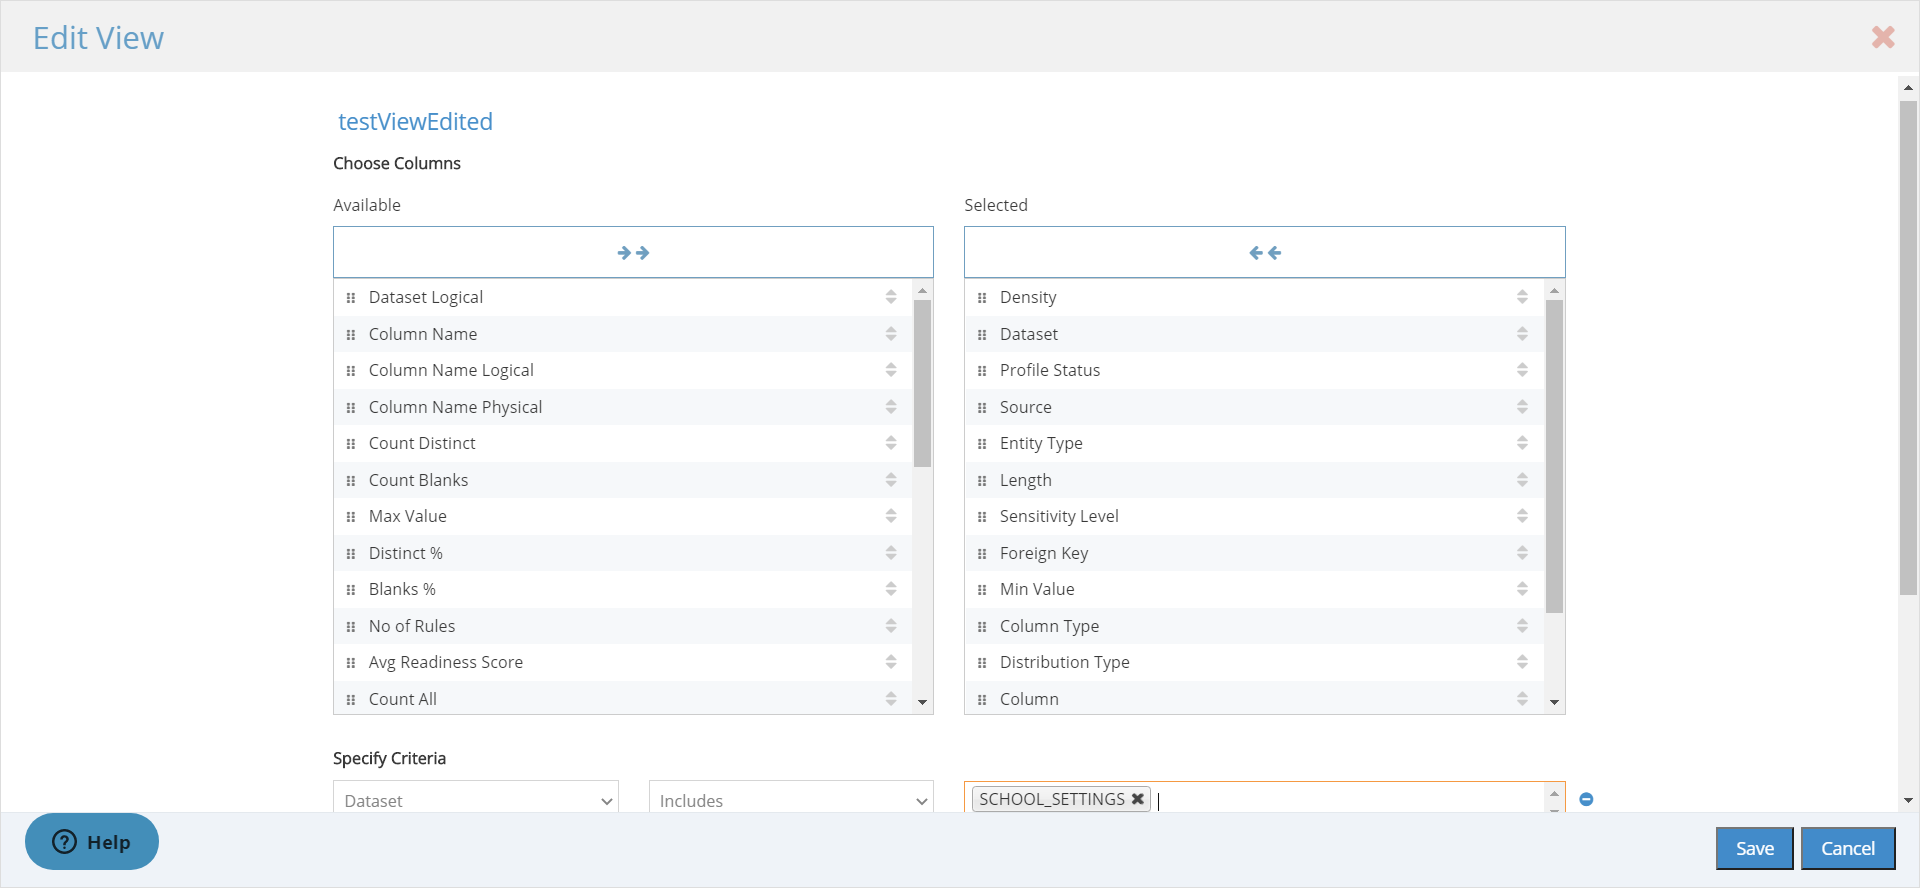 Edit View
testViewEdited
Choose Columns
Available
Selected
Dataset Logical
Column Name
Column Name Logical
Column Name Physical
Count Distinct
Count Blanks
Max Value
Distinct %
Blanks %
No of Rules
Avg Readiness Score
Count All
Density
Dataset
Profile Status
Source
Entity Type
Length
Sensitivity Level
Foreign Key
Min Value
Column Type
Distribution Type
Column
Specify Criteria
Dataset
Includes
SCHOOL_SETTINGS
Help
Save
Cancel